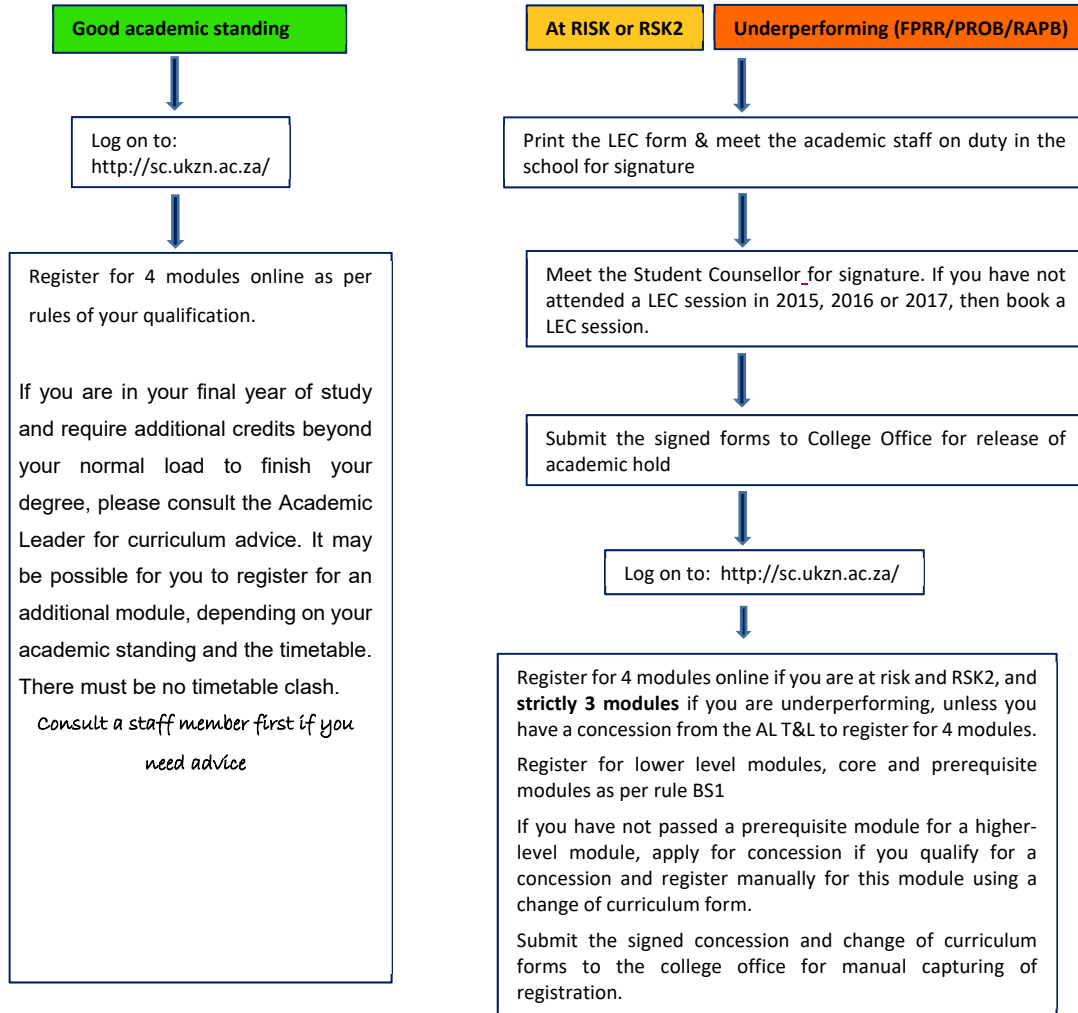 Good academic standing
Log on to:
http://sc.ukzn.ac.za/
Register for 4 modules online as per
rules of your qualification.
If you are in your final year of study
and require additional credits beyond
your normal load to finish your
degree, please consult the Academic
Leader for curriculum advice. It may
be possible for you to register for an
additional module, depending on your
academic standing and the timetable.
There must be no timetable clash.
Consult a staff member first if you
need advice
At RISK or RSK2
Underperforming (FPRR/PROB/RAPB)
Print the LEC form & meet the academic staff on duty in the
school for signature
Meet the Student Counsellor for signature. If you have not
attended a LEC session in 2015, 2016 or 2017, then book a
LEC session.
Submit the signed forms to College Office for release of
academic hold
Log on to: http://sc.ukzn.ac.za/
Register for 4 modules online if you are at risk and RSK2, and
strictly 3 modules if you are underperforming, unless you
have a concession from the AL T&L to register for 4 modules.
Register for lower level modules, core and prerequisite
modules as per rule BS1
If you have not passed a prerequisite module for a higher-
level module, apply for concession if you qualify for a
concession and register manually for this module using a
change of curriculum form.
Submit the signed concession and change of curriculum
forms to the college office for manual capturing of
registration.